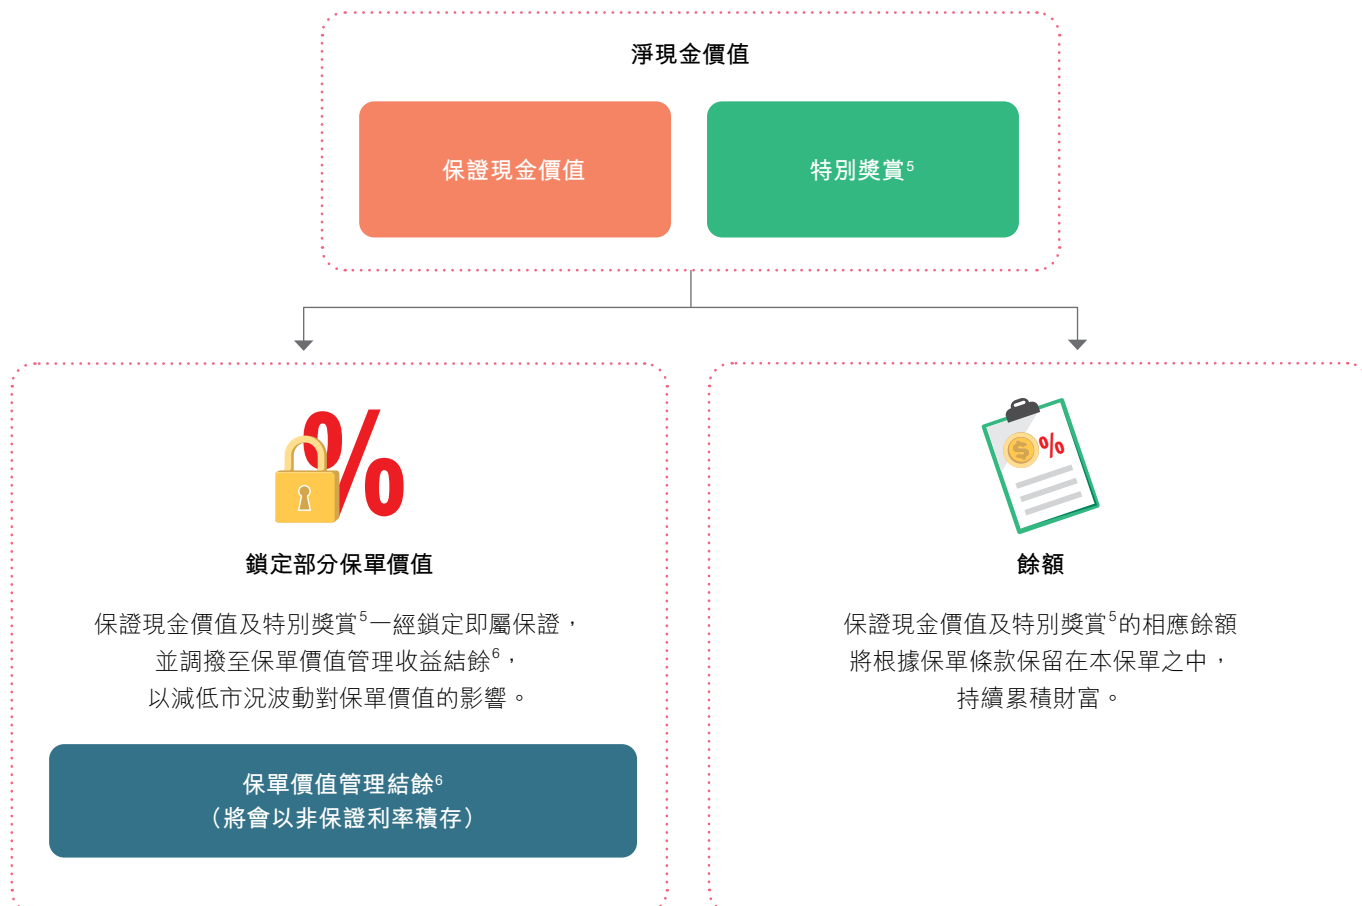 淨現金價值
保證現金價值
特別獎賞5
%
%
鎖定部分保單價值
保證現金價值及特別獎賞5一經鎖定即屬保證，
並調撥至保單價值管理收益結餘6，
以減低市況波動對保單價值的影響。
保單價值管理結餘6
（將會以非保證利率積存）
餘額
保證現金價值及特別獎賞5的相應餘額
將根據保單條款保留在本保單之中，
持續累積財富。